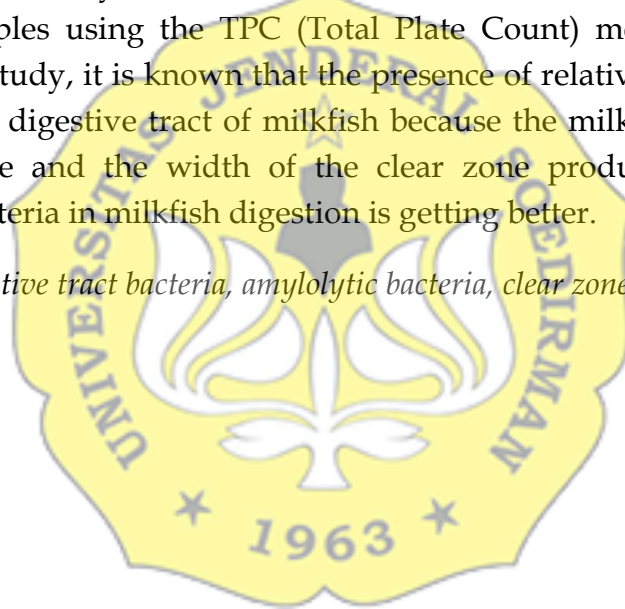 ples using the TPC (Total Plate Count) m
tudy, it is known that the presence of relativ
digestive tract of milkfish because the milk
e and the width of the clear zone produ
teria in milkfish digestion is getting better.
tive tract bacteria, amylolytic bacteria, clear zone
UNIVERSITAS JENDERAL SOEDIRMAN
1963